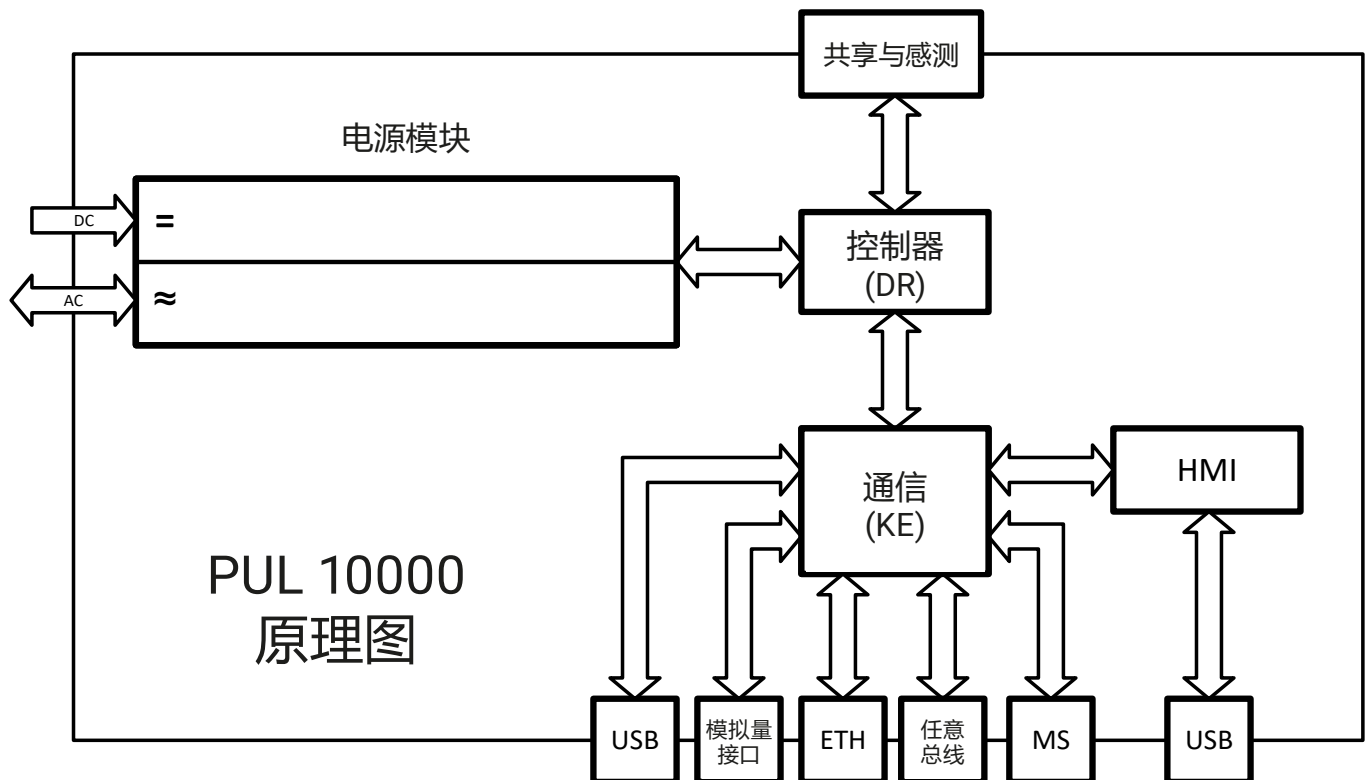 共享与感测
电源模块
DC
=
AC
≈
控制器
(DR)
通信
(KE)
HMI
PUL 10000
原理图
USB
模拟量
接口
ETH
任意
总线
MS
USB